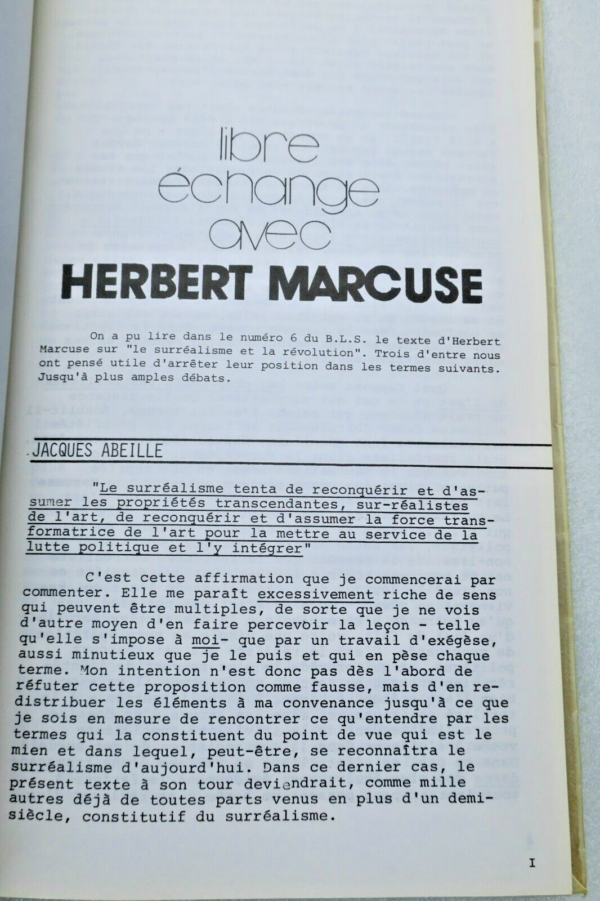 libre
échange
avec
HERBERT MARCUSE
On a pu lire dans le numéro 6 du B.L.S. le texte d'Herbert
Marcuse sur "le surréalisme et la révolution". Trois d'entre nous
ont pensé utile d'arrêter leur position dans les termes suivants.
Jusqu'à plus amples débats.
JACQUES ABEILLE
"Le surréalisme tenta de reconquérir et d'as-
sumer les propriétés transcendantes, sur-réalistes
de l'art, de reconquérir et d'assumer la force trans-
formatrice de l'art pour la mettre au service de la
lutte politique et l'y intégrer"
C'est cette affirmation que je commencerai par
commenter. Elle me paraît excessivement riche de sens
qui peuvent être multiples, de sorte que je ne vois
d'autre moyen d'en faire percevoir la leçon - telle
qu'elle s'impose à moi- que par un travail d'exégèse,
aussi minutieux que je le puis et qui en pèse chaque
terme. Mon intention n'est donc pas dès l'abord de
réfuter cette proposition comme fausse, mais d'en re-
distribuer les éléments à ma convenance jusqu'à ce que
je sois en mesure de rencontrer ce qu'entendre par les
termes qui la constituent du point de vue qui est le
mien et dans lequel, peut-être, se reconnaîtra le
surréalisme d'aujourd'hui. Dans ce dernier cas, le
présent texte à son tour deviendrait, comme mille
autres déjà de toutes parts venus en plus d'un demi-
siècle, constitutif du surréalisme.
I